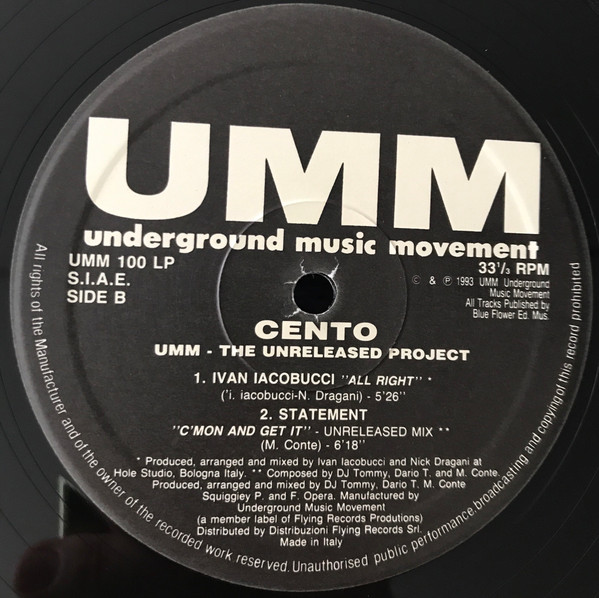 UMM
underground music movement
UMM 100 LP
S.I.A.E.
SIDE B
33 1/3 RPM
© & ℗ 1993 UMM Underground
Music Movement
All Tracks Published by
Blue Flower Ed. Mus.
CENTO
UMM - THE UNRELEASED PROJECT
1. IVAN IACOBUCCI "ALL RIGHT" *
('i. iacobucci-N. Dragani) - 5'26"
2. STATEMENT
"C'MON AND GET IT" - UNRELEASED MIX **
(M. Conte) - 6'18"
* Produced, arranged and mixed by Ivan Iacobucci and Nick Dragani at
Hole Studio, Bologna Italy. ** Composed by DJ Tommy, Dario T. and M. Conte.
Produced, arranged and mixed by DJ Tommy, Dario T. M. Conte
Squiggiey P. and F. Opera. Manufactured by
Underground Music Movement
(a member label of Flying Records Produtions)
Distributed by Distribuzioni Flying Records Srl.
Made in Italy
All rights of the Manufacturer and of the owner of the recorded work reserved. Unauthorised public performance, broadcasting and copying of this record prohibited